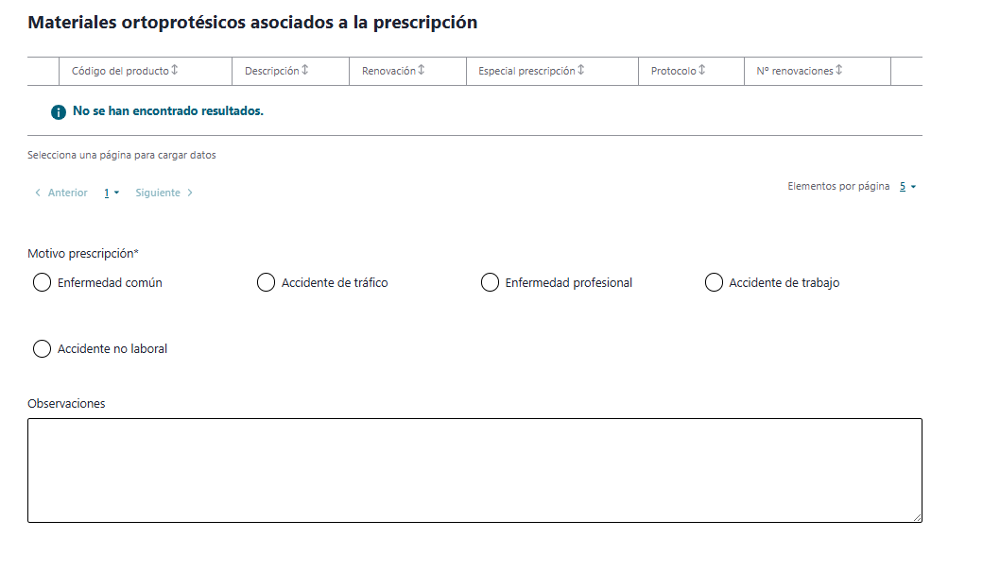 Materiales ortoprotésicos asociados a la prescripción
Código del producto Descripción Renovación Especial prescripción Protocolo Nº renovaciones
No se han encontrado resultados.
Selecciona una página para cargar datos
Anterior 1 Siguiente Elementos por página 5
Motivo prescripción*
Enfermedad común Accidente de tráfico Enfermedad profesional Accidente de trabajo
Accidente no laboral
Observaciones